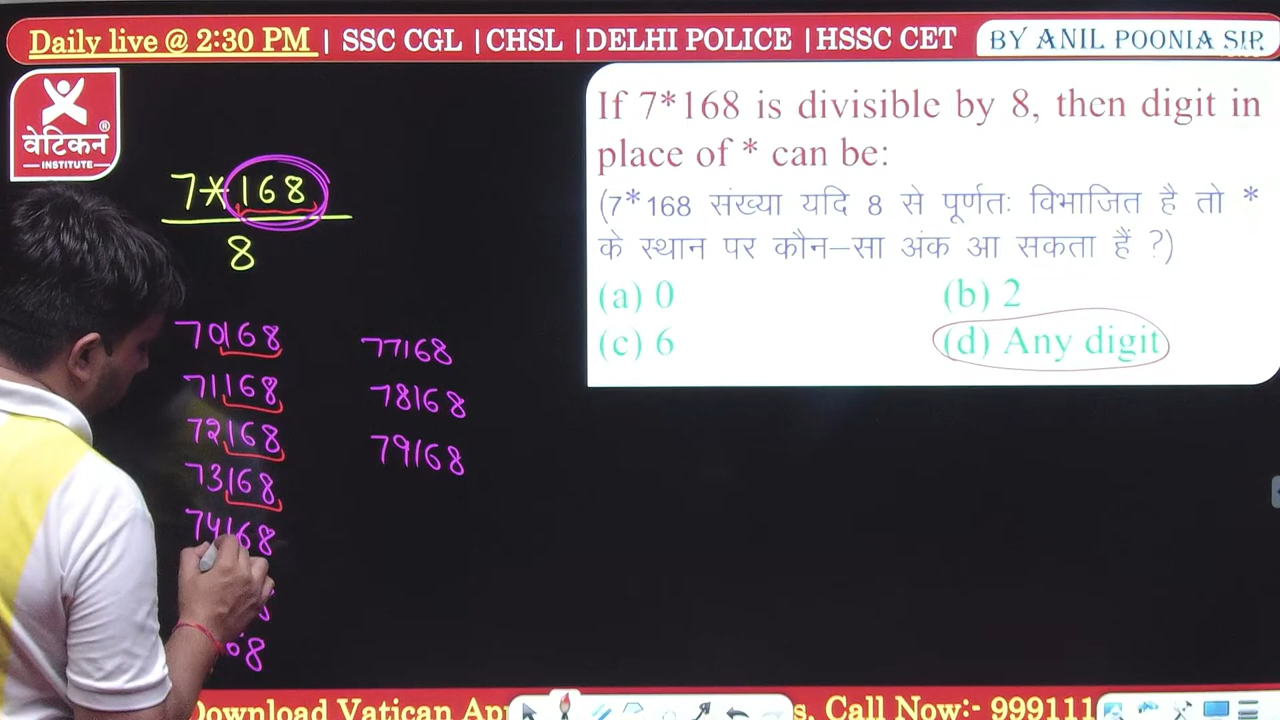 Daily live @ 2:30 PM | SSC CGL |CHSL |DELHI POLICE |HSSC CET
BY ANIL POONIA SIR
वेटिकन
INSTITUTE
®
7*168
8
70168
71168
72168
73168
74168
8
68
77168
78168
79168
If 7*168 is divisible by 8, then digit in
place of * can be:
(7*168 संख्या यदि 8 से पूर्णतः विभाजित है तो *
के स्थान पर कौन–सा अंक आ सकता हैं ?)
(a) 0
(b) 2
(c) 6
(d) Any digit
Download Vatican App
s, Call Now:- 999111